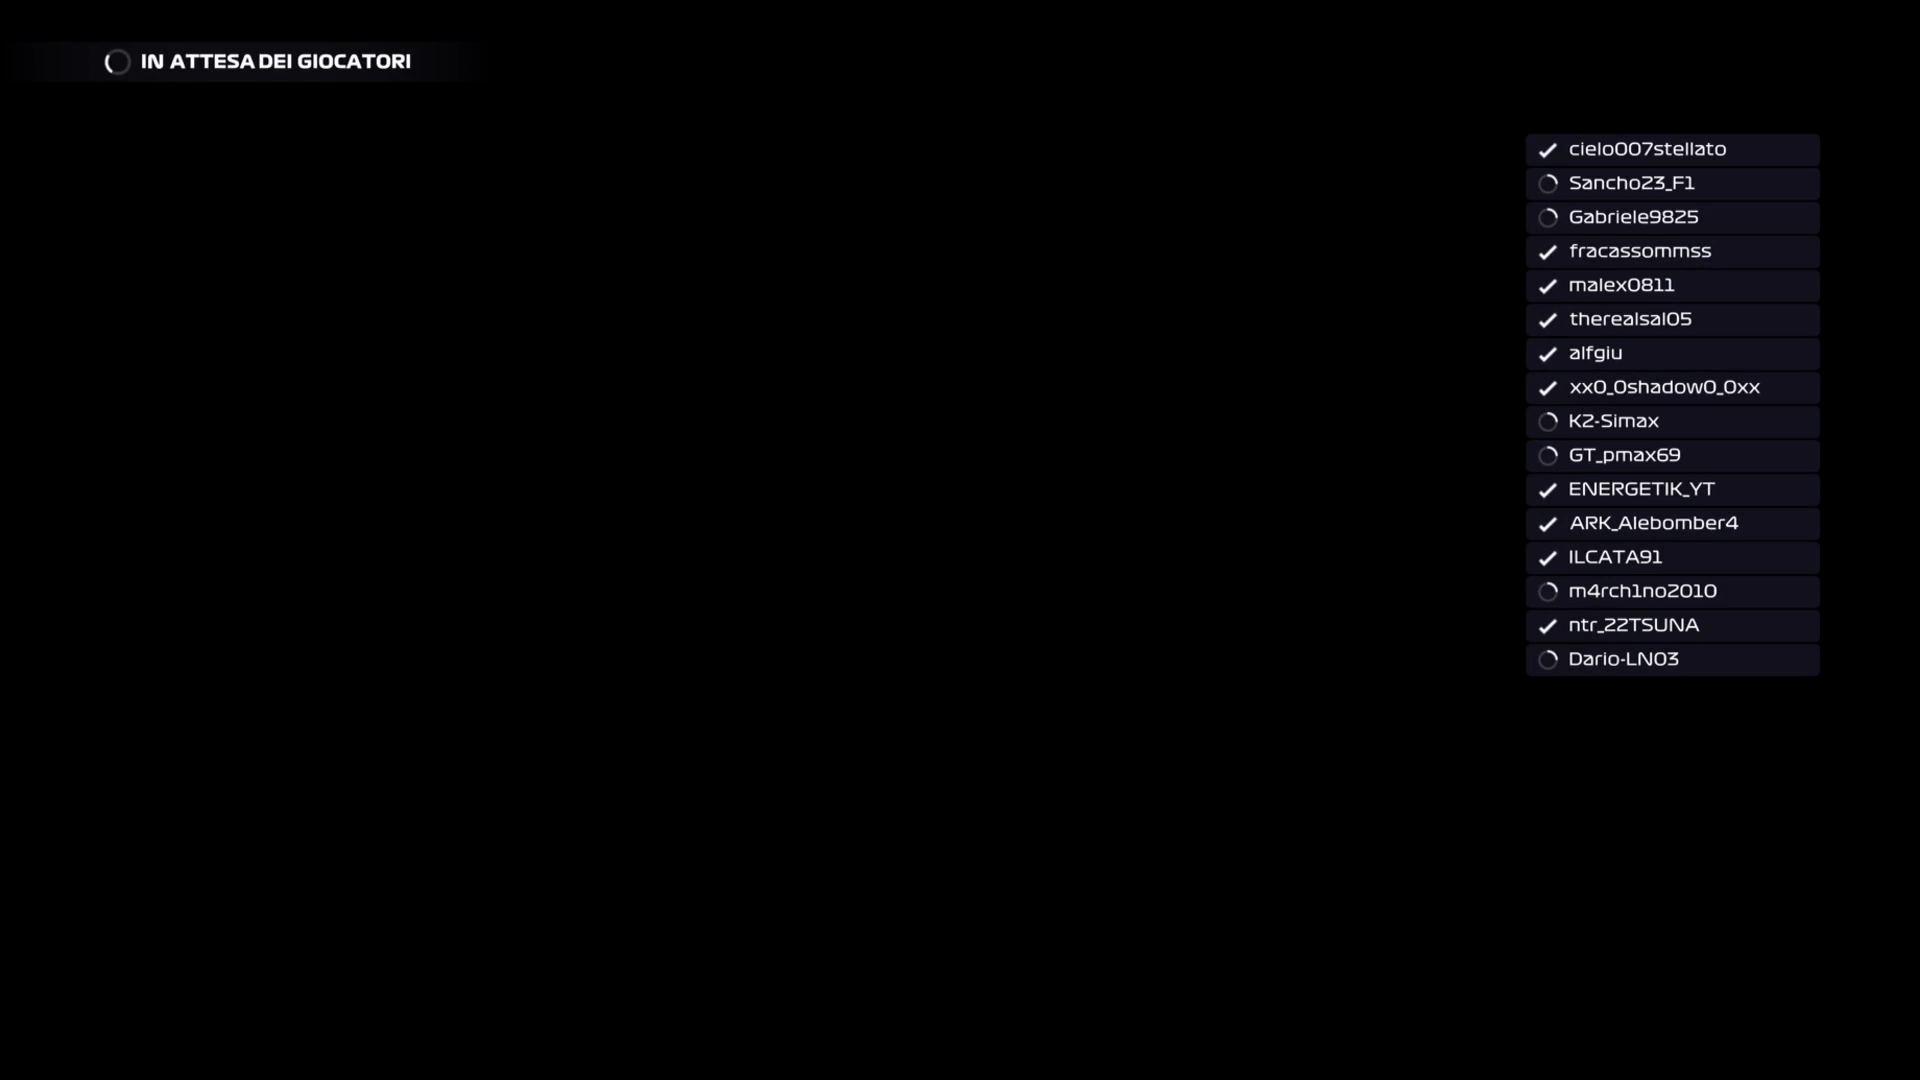 IN ATTESA DEI GIOCATORI
cielo007stellato
Sancho23_F1
Gabriele9825
fracassommss
malex0811
therealsal05
alfgiu
xx0_0shadow0_0xx
K2-Simax
GT_pmax69
ENERGETIK_YT
ARK_Alebomber4
ILCATA91
m4rch1no2010
ntr_22TSUNA
Dario-LN03